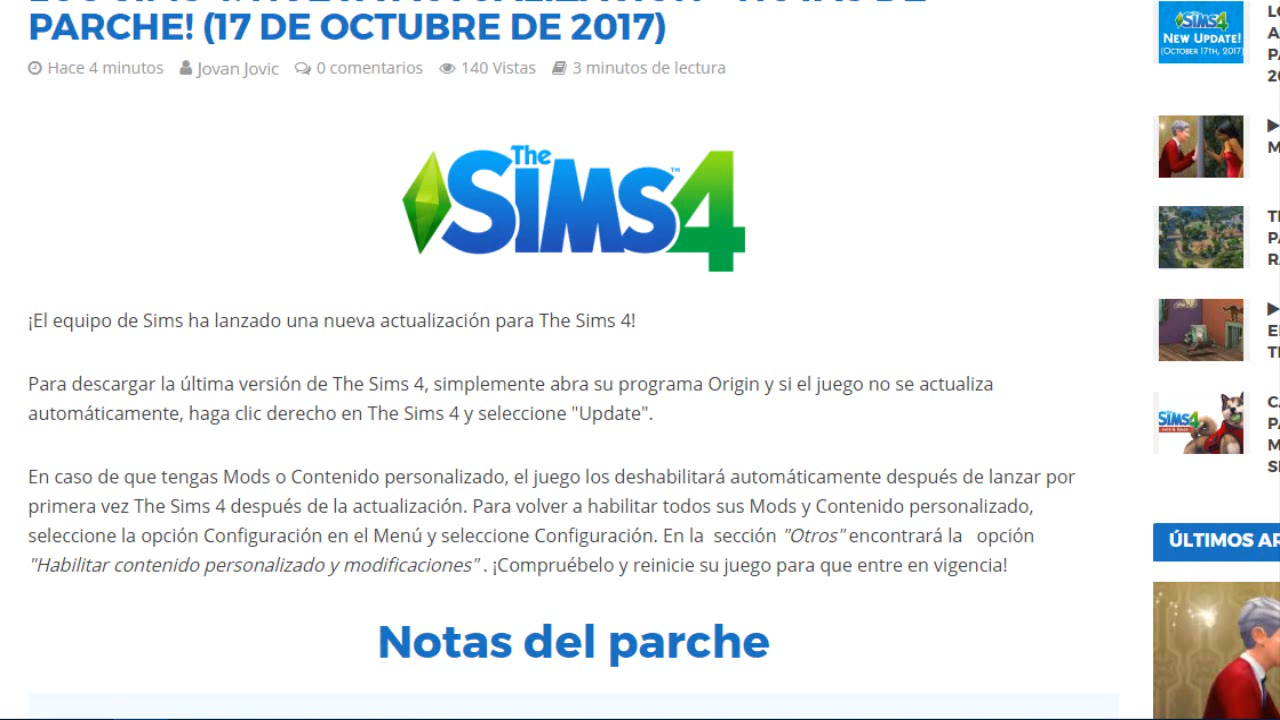 PARCHE! (17 DE OCTUBRE DE 2017)
Hace 4 minutos Jovan Jovic 0 comentarios 140 Vistas 3 minutos de lectura
The
SIMS 4
TM
¡El equipo de Sims ha lanzado una nueva actualización para The Sims 4!
Para descargar la última versión de The Sims 4, simplemente abra su programa Origin y si el juego no se actualiza
automáticamente, haga clic derecho en The Sims 4 y seleccione "Update".
En caso de que tengas Mods o Contenido personalizado, el juego los deshabilitará automáticamente después de lanzar por
primera vez The Sims 4 después de la actualización. Para volver a habilitar todos sus Mods y Contenido personalizado,
seleccione la opción Configuración en el Menú y seleccione Configuración. En la sección "Otros" encontrará la opción
"Habilitar contenido personalizado y modificaciones" . ¡Compruébelo y reinicie su juego para que entre en vigencia!
Notas del parche
SIMS 4
NEW UPDATE!
(OCTOBER 17TH, 2017)
SIMS 4
ÚLTIMOS AR